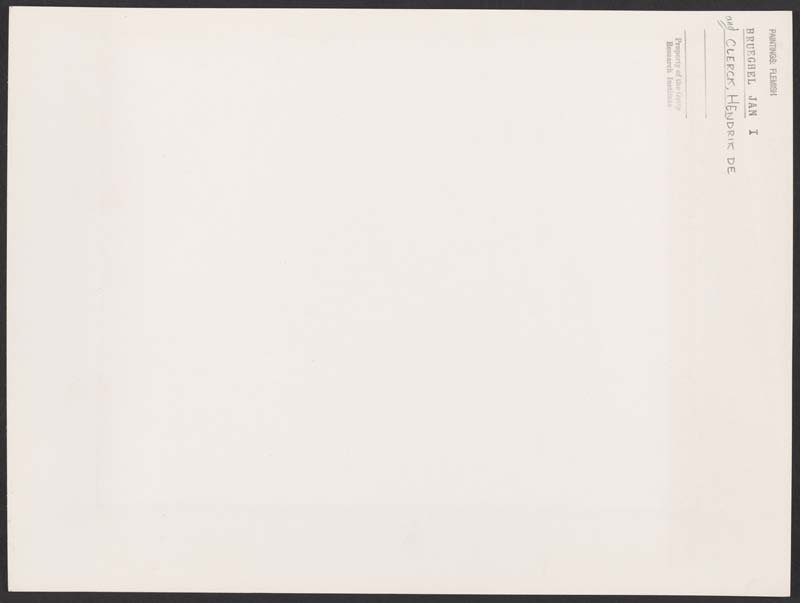 PAINTINGS: FLEMISH
BRUEGHEL JAN I
and CLERCK, HENDRIK DE
Property of the Getty
Research Institute